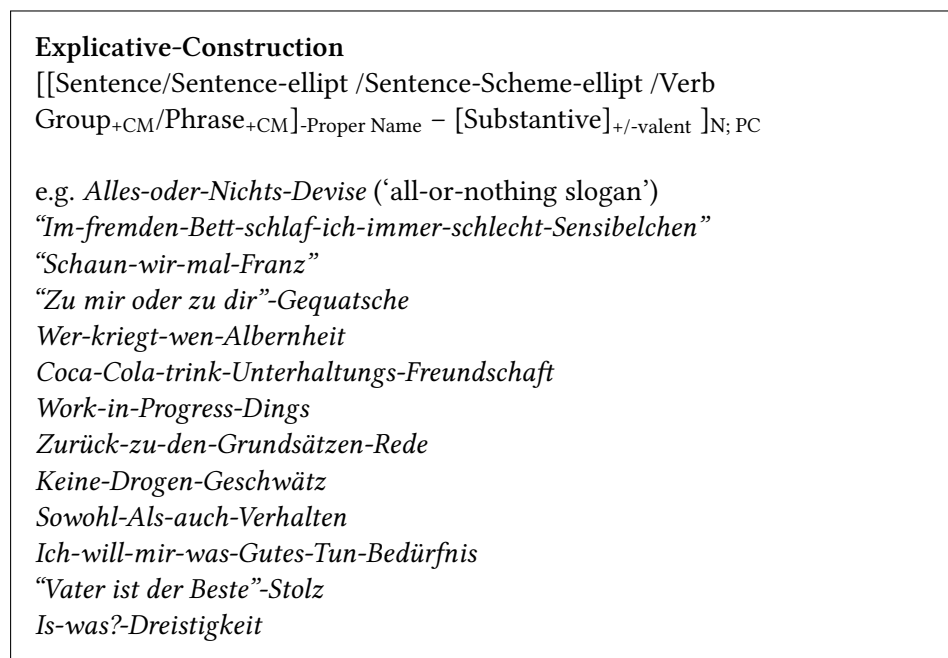 Explicative-Construction
[[Sentence/Sentence-ellipt /Sentence-Scheme-ellipt /Verb
Group+CM/Phrase+CM]-Proper Name – [Substantive]+/-valent ]N; PC
e.g. Alles-oder-Nichts-Devise (‘all-or-nothing slogan’)
“Im-fremden-Bett-schlaf-ich-immer-schlecht-Sensibelchen”
“Schaun-wir-mal-Franz”
“Zu mir oder zu dir”-Gequatsche
Wer-kriegt-wen-Albernheit
Coca-Cola-trink-Unterhaltungs-Freundschaft
Work-in-Progress-Dings
Zurück-zu-den-Grundsätzen-Rede
Keine-Drogen-Geschwätz
Sowohl-Als-auch-Verhalten
Ich-will-mir-was-Gutes-Tun-Bedürfnis
“Vater ist der Beste”-Stolz
Is-was?-Dreistigkeit